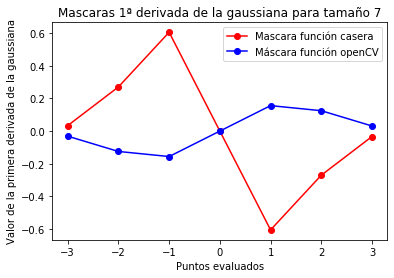 Mascaras 1ª derivada de la gaussiana para tamaño 7
Mascara función casera
Máscara función openCV
Valor de la primera derivada de la gaussiana
0.6
0.4
0.2
0.0
−0.2
−0.4
−0.6
−3 −2 −1 0 1 2 3
Puntos evaluados